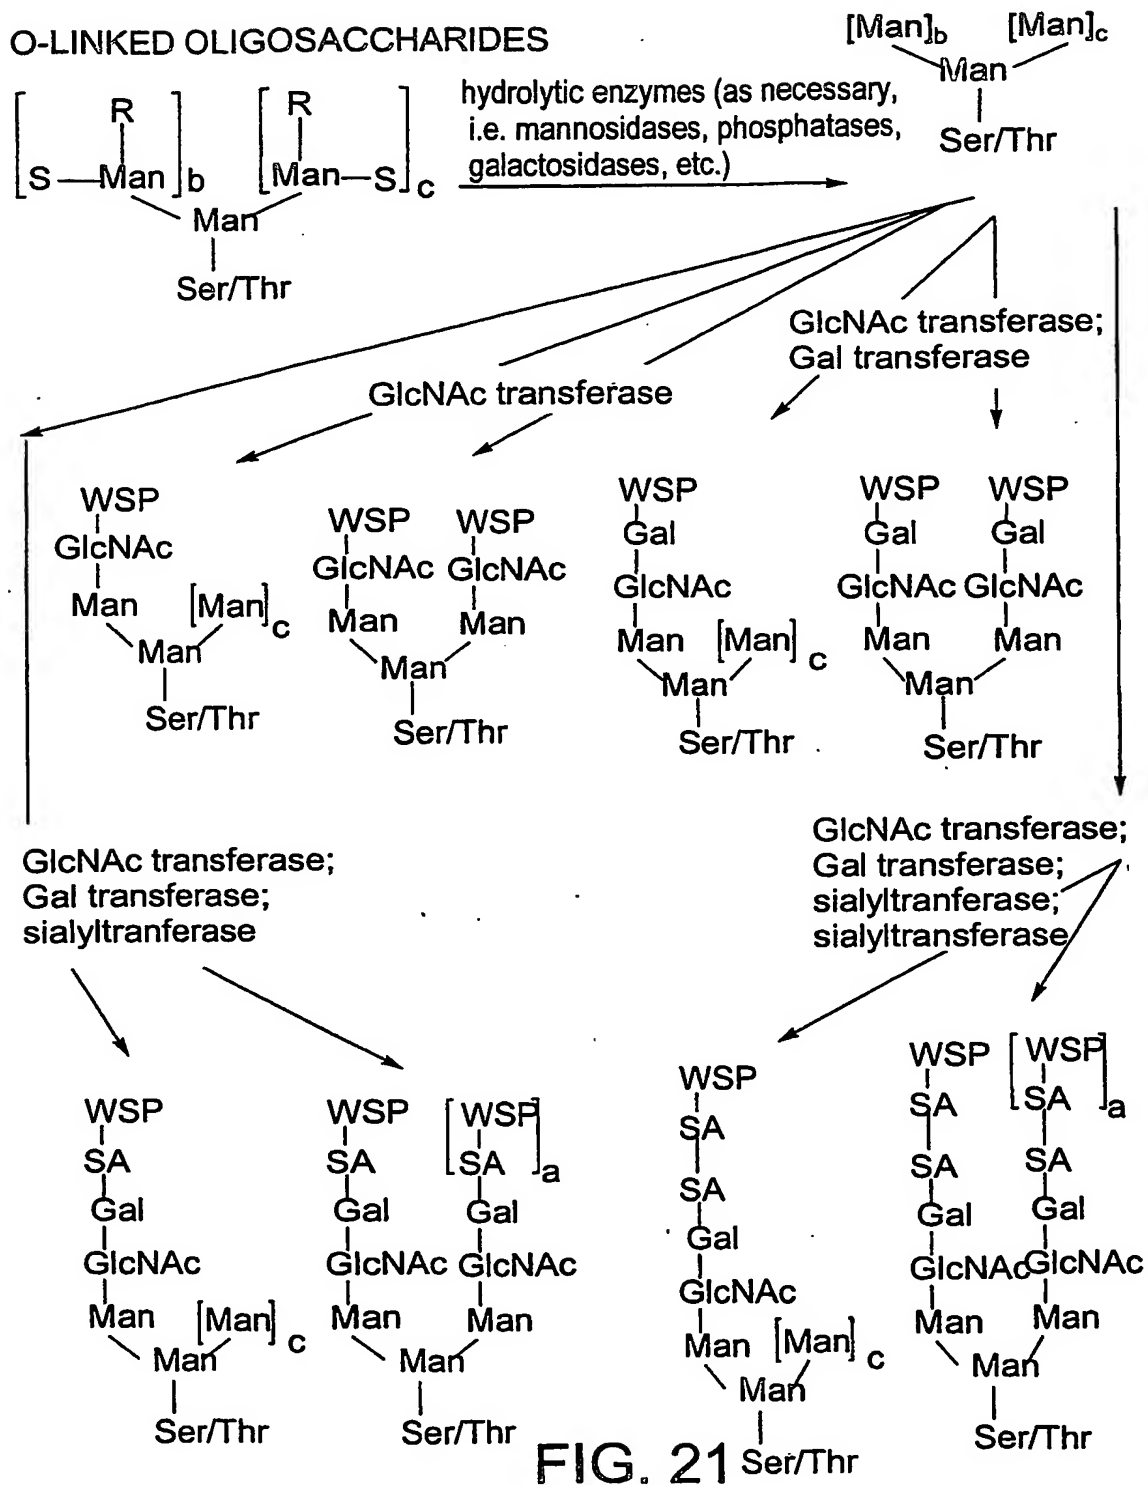 O-LINKED OLIGOSACCHARIDES
[Man]b [Man]c
Man
Ser/Thr
[S—Man]b [Man—S]c
R R
Man
Ser/Thr
hydrolytic enzymes (as necessary,
i.e. mannosidases, phosphatases,
galactosidases, etc.)
GlcNAc transferase;
Gal transferase
GlcNAc transferase
WSP
GlcNAc
Man [Man]c
Man
Ser/Thr
WSP WSP
GlcNAc GlcNAc
Man Man
Man
Ser/Thr
WSP
Gal
GlcNAc
Man [Man]c
Man
Ser/Thr
WSP WSP
Gal Gal
GlcNAc GlcNAc
Man Man
Man
Ser/Thr
GlcNAc transferase;
Gal transferase;
sialyltranferase
GlcNAc transferase;
Gal transferase;
sialyltranferase;
sialyltransferase
WSP
SA
Gal
GlcNAc
Man [Man]c
Man
Ser/Thr
WSP [WSP
SA SA]a
Gal Gal
GlcNAc GlcNAc
Man Man
Man
Ser/Thr
WSP
SA
SA
Gal
GlcNAc
Man [Man]c
Man
Ser/Thr
WSP [WSP
SA SA]a
SA SA
Gal Gal
GlcNAc GlcNAc
Man Man
Man
Ser/Thr
FIG. 21